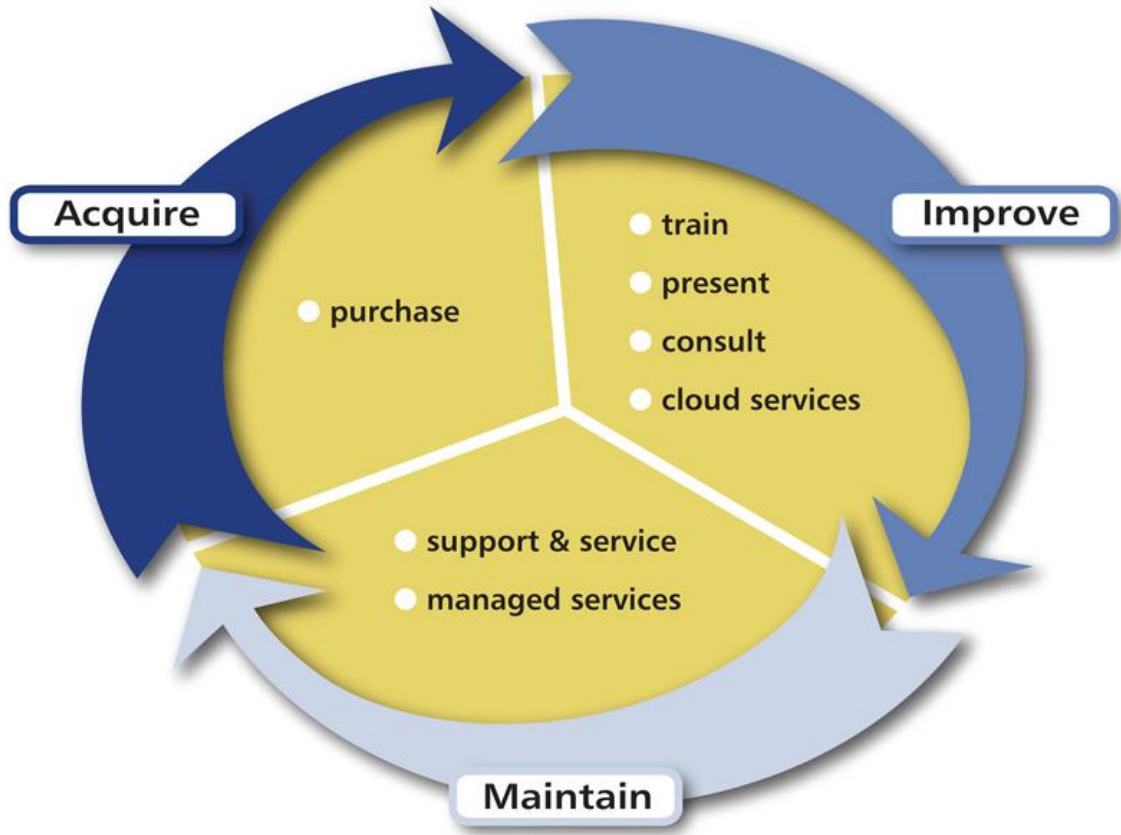 Acquire
purchase
Improve
train
present
consult
cloud services
support & service
managed services
Maintain